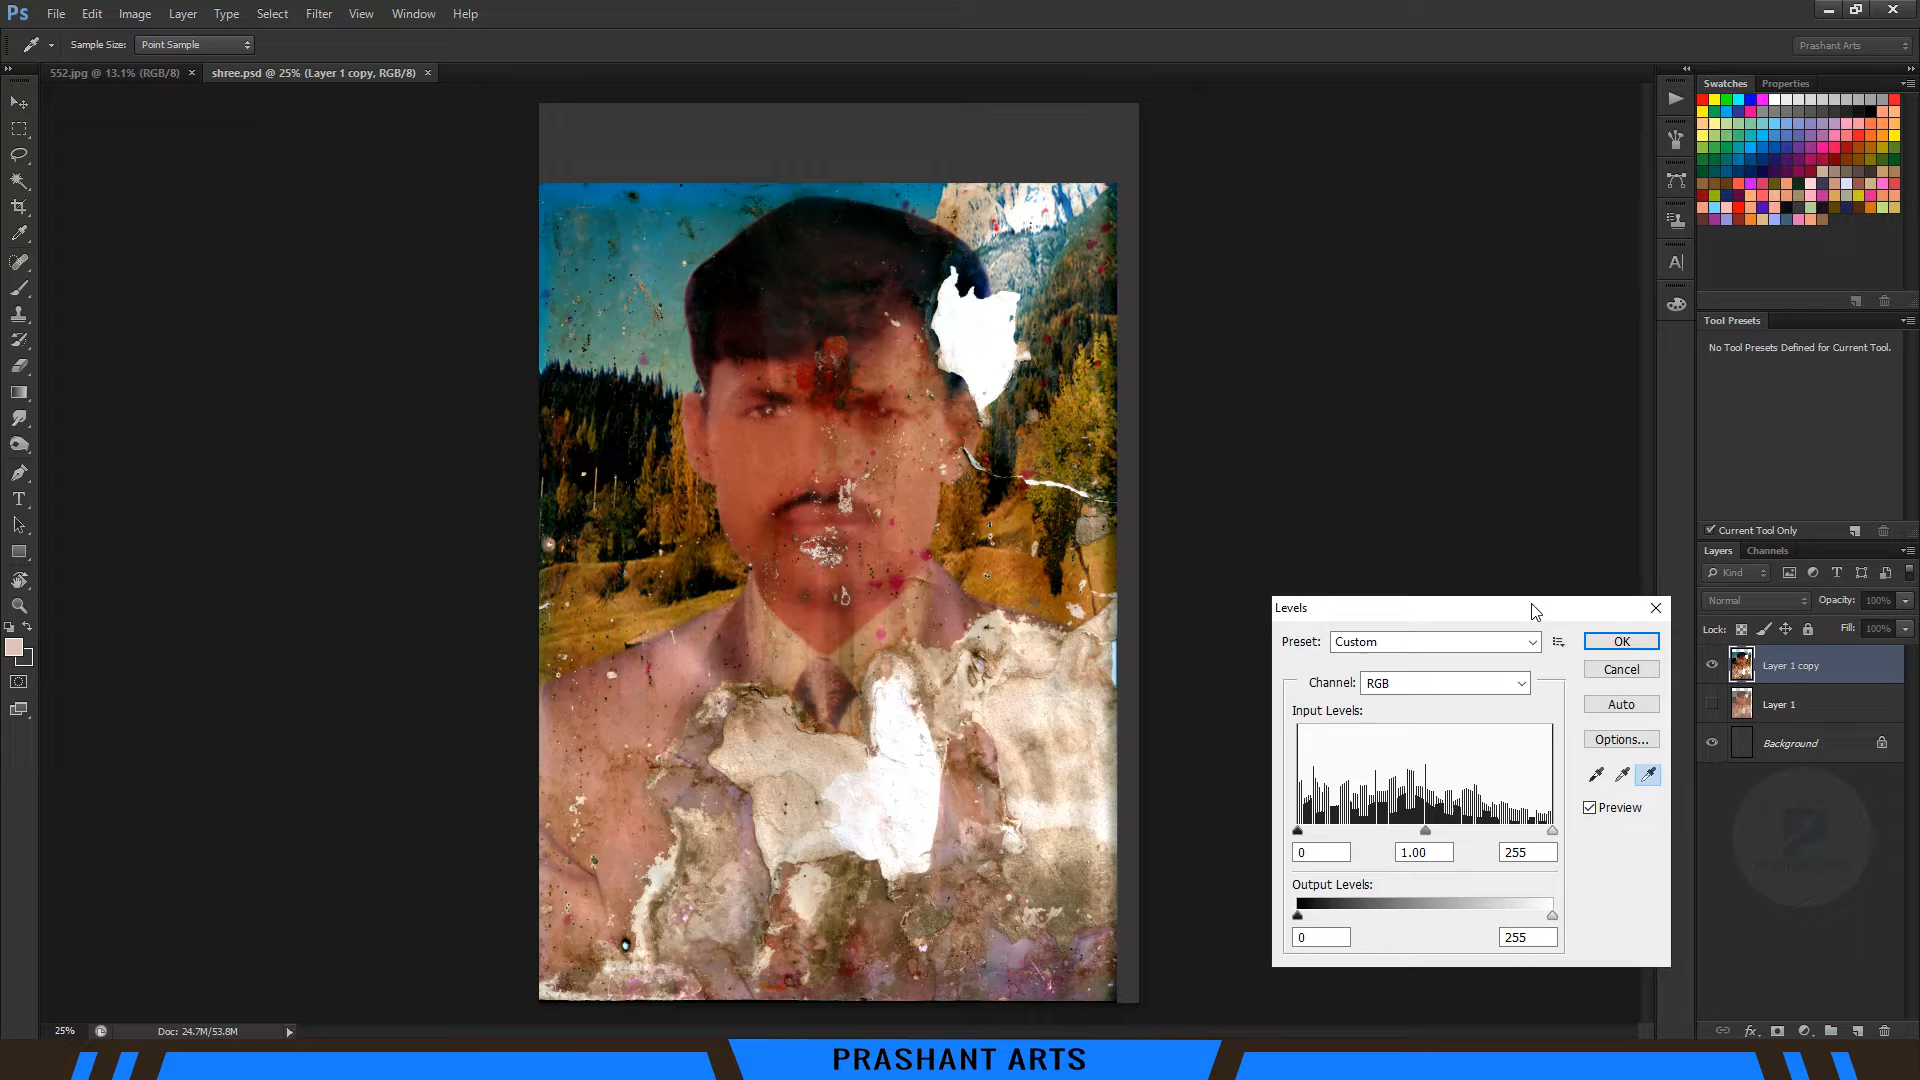 Ps File Edit Image Layer Type Select Filter View Window Help
Sample Size: Point Sample
Prashant Arts
552.jpg @ 13.1% (RGB/8) × shree.psd @ 25% (Layer 1 copy, RGB/8) ×
Swatches Properties
Tool Presets
No Tool Presets Defined for Current Tool.
Current Tool Only
Layers Channels
Kind
Normal Opacity: 100%
Lock: Fill: 100%
Layer 1 copy
Layer 1
Background
Levels
Preset: Custom
OK
Cancel
Channel: RGB
Input Levels:
Auto
Options...
Preview
0 1.00 255
Output Levels:
0 255
25% Doc: 24.7M/53.8M
PRASHANT ARTS